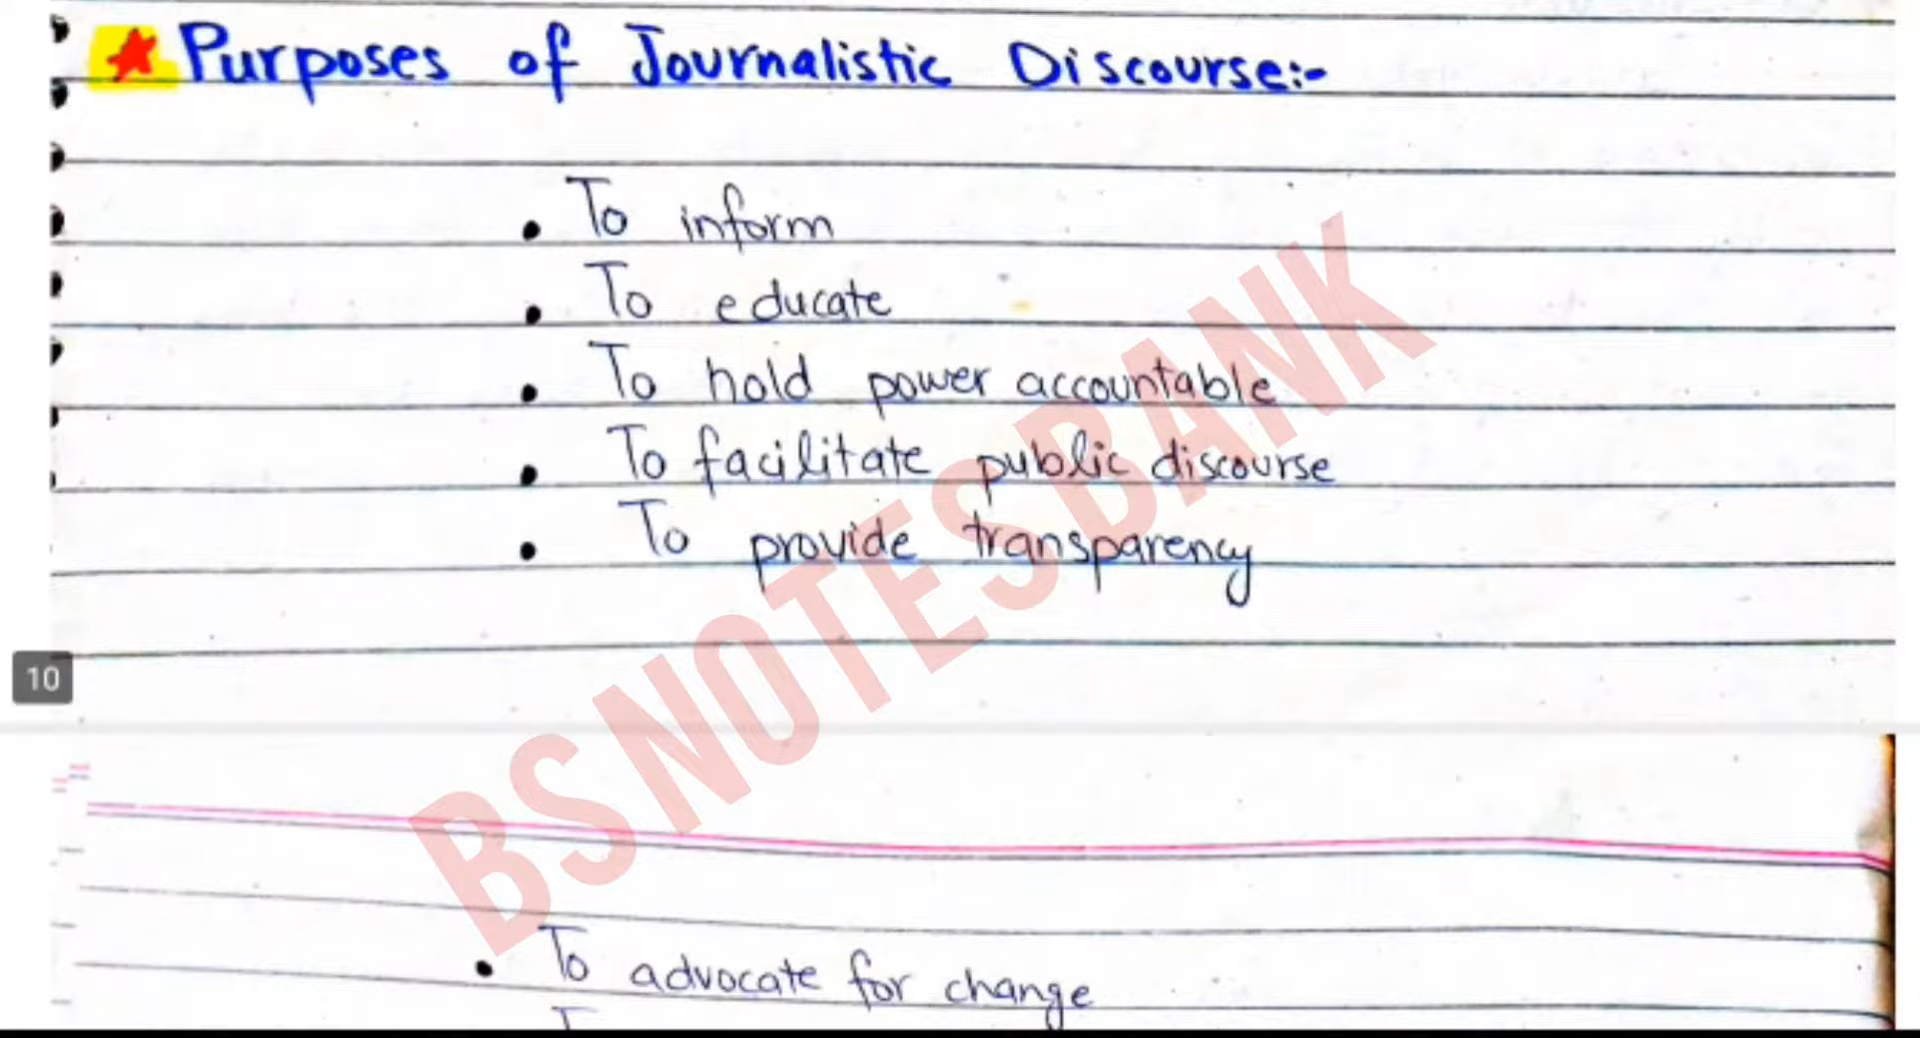 ★ Purposes of Journalistic Discourse:-
• To inform
• To educate
• To hold power accountable
• To facilitate public discourse
• To provide transparency
10
BSNOTESBANK
• To advocate for change